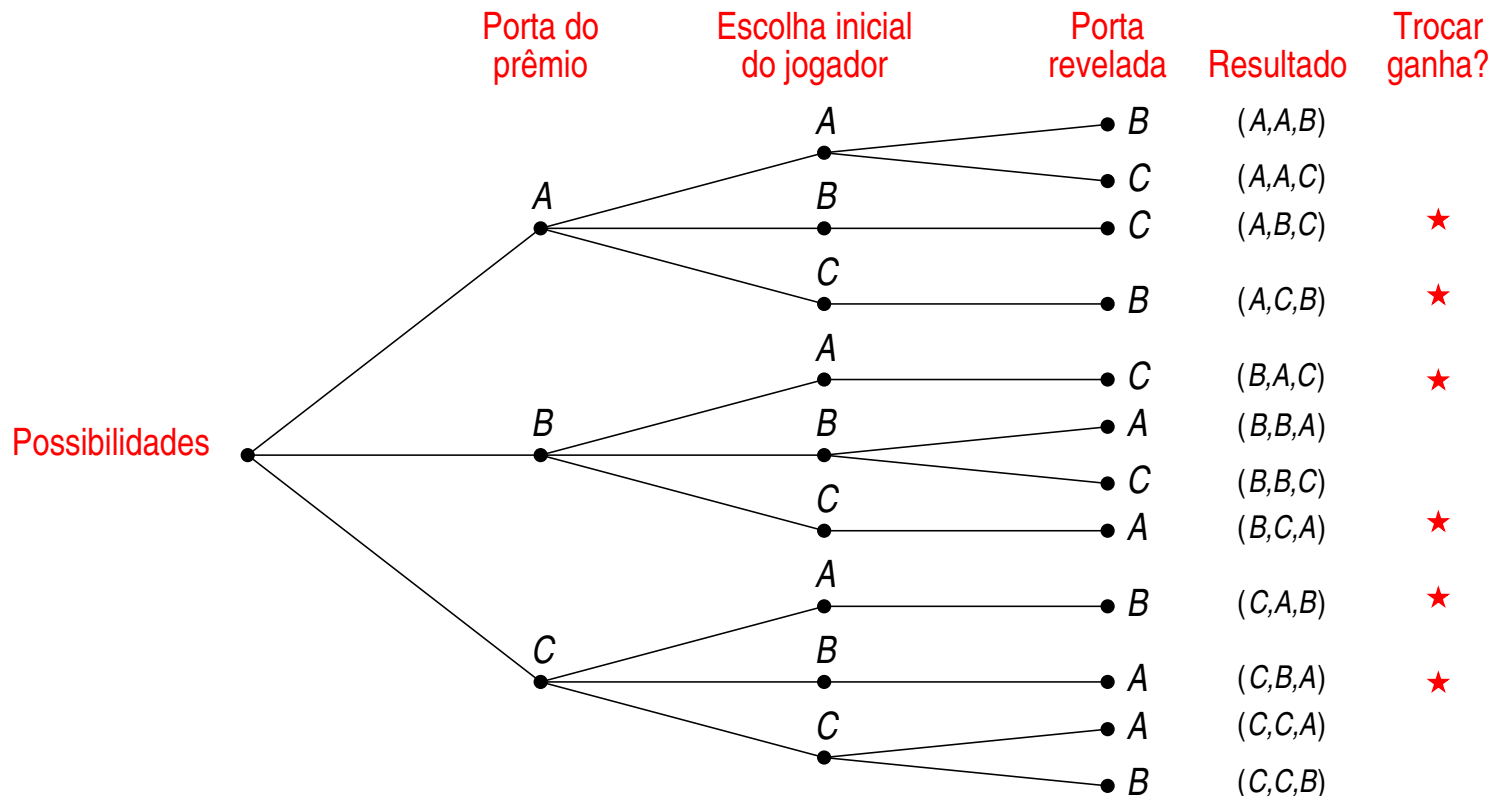 Porta do prêmio
Escolha inicial do jogador
Porta revelada
Resultado
Trocar ganha?
A
B
(A,A,B)
C
(A,A,C)
A
B
C
(A,B,C)
C
B
(A,C,B)
A
C
(B,A,C)
Possibilidades
B
B
A
(B,B,A)
C
(B,B,C)
C
A
(B,C,A)
A
B
(C,A,B)
C
B
A
(C,B,A)
C
A
(C,C,A)
B
(C,C,B)